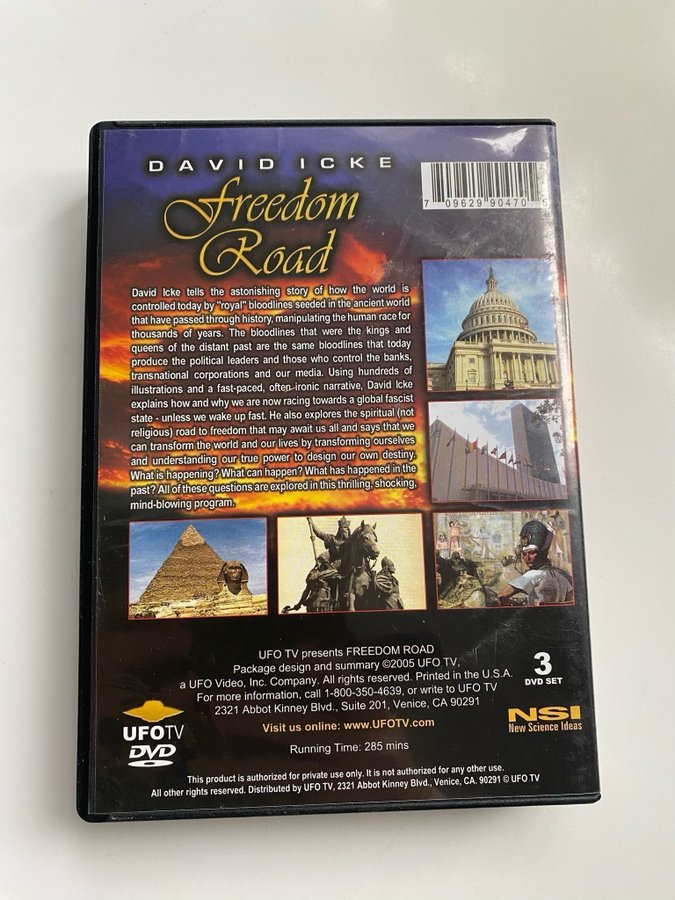 DAVID ICKE
Freedom
Road
7 09629 90470
David Icke tells the astonishing story of how the world is
controlled today by "royal" bloodlines seeded in the ancient world
that have passed through history, manipulating the human race for
thousands of years. The bloodlines that were the kings and
queens of the distant past are the same bloodlines that today
produce the political leaders and those who control the banks,
transnational corporations and our media. Using hundreds of
illustrations and a fast-paced, often ironic narrative, David Icke
explains how and why we are now racing towards a global fascist
state - unless we wake up fast. He also explores the spiritual (not
religious) road to freedom that may await us all and says that we
can transform the world and our lives by transforming ourselves
and understanding our true power to design our own destiny.
What is happening? What can happen? What has happened in the
past? All of these questions are explored in this thrilling, shocking,
mind-blowing program.
UFO TV presents FREEDOM ROAD
Package design and summary ©2005 UFO TV,
a UFO Video, Inc. Company. All rights reserved. Printed in the U.S.A.
For more information, call 1-800-350-4639, or write to UFO TV
2321 Abbot Kinney Blvd., Suite 201, Venice, CA 90291
Visit us online: www.UFOTV.com
Running Time: 285 mins
3
DVD SET
NSI
New Science Ideas
UFOTV
DVD
This product is authorized for private use only. It is not authorized for any other use.
All other rights reserved. Distributed by UFO TV, 2321 Abbot Kinney Blvd., Venice, CA. 90291 © UFO TV